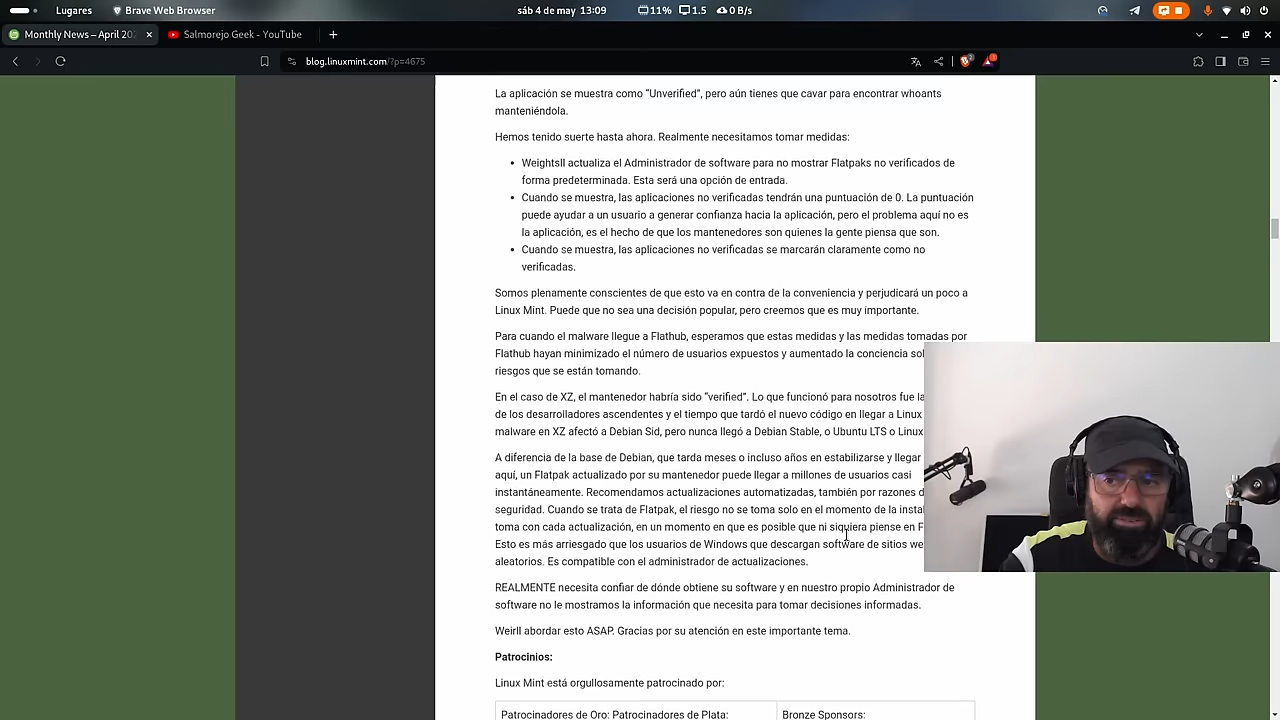 Lugares
Brave Web Browser
sáb 4 de may 13:09
11%
1.5
0 B/s
Monthly News – April 202
Salmorejo Geek - YouTube
blog.linuxmint.com/?p=4675
La aplicación se muestra como “Unverified”, pero aún tienes que cavar para encontrar whoants
manteniéndola.
Hemos tenido suerte hasta ahora. Realmente necesitamos tomar medidas:
• Weightsll actualiza el Administrador de software para no mostrar Flatpaks no verificados de
forma predeterminada. Esta será una opción de entrada.
• Cuando se muestra, las aplicaciones no verificadas tendrán una puntuación de 0. La puntuación
puede ayudar a un usuario a generar confianza hacia la aplicación, pero el problema aquí no es
la aplicación, es el hecho de que los mantenedores son quienes la gente piensa que son.
• Cuando se muestra, las aplicaciones no verificadas se marcarán claramente como no
verificadas.
Somos plenamente conscientes de que esto va en contra de la conveniencia y perjudicará un poco a
Linux Mint. Puede que no sea una decisión popular, pero creemos que es muy importante.
Para cuando el malware llegue a Flathub, esperamos que estas medidas y las medidas tomadas por
Flathub hayan minimizado el número de usuarios expuestos y aumentado la conciencia so
riesgos que se están tomando.
En el caso de XZ, el mantenedor habría sido “verified”. Lo que funcionó para nosotros fue la
de los desarrolladores ascendentes y el tiempo que tardó el nuevo código en llegar a Linux
malware en XZ afectó a Debian Sid, pero nunca llegó a Debian Stable, o Ubuntu LTS o Linux
A diferencia de la base de Debian, que tarda meses o incluso años en estabilizarse y llegar
aquí, un Flatpak actualizado por su mantenedor puede llegar a millones de usuarios casi
instantáneamente. Recomendamos actualizaciones automatizadas, también por razones d
seguridad. Cuando se trata de Flatpak, el riesgo no se toma solo en el momento de la insta
toma con cada actualización, en un momento en que es posible que ni siquiera piense en F
Esto es más arriesgado que los usuarios de Windows que descargan software de sitios we
aleatorios. Es compatible con el administrador de actualizaciones.
REALMENTE necesita confiar de dónde obtiene su software y en nuestro propio Administrador de
software no le mostramos la información que necesita para tomar decisiones informadas.
Weirll abordar esto ASAP. Gracias por su atención en este importante tema.
Patrocinios:
Linux Mint está orgullosamente patrocinado por:
Patrocinadores de Oro: Patrocinadores de Plata:
Bronze Sponsors: